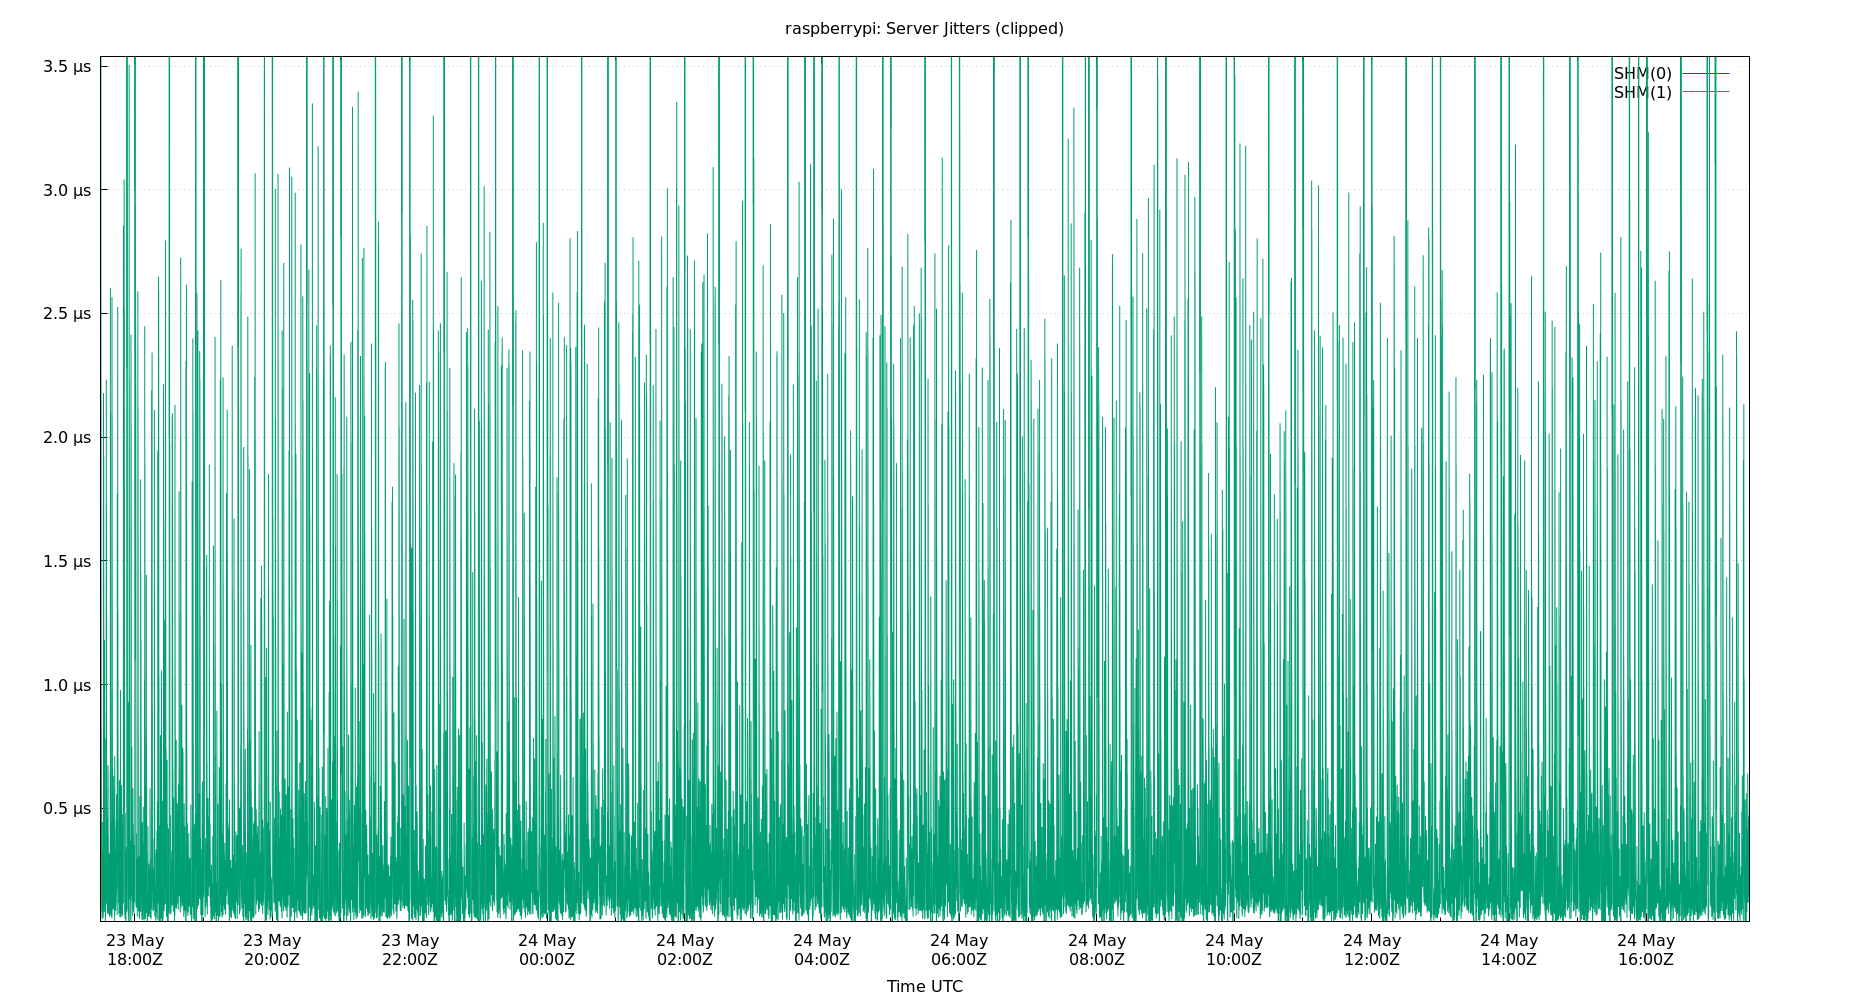 raspberrypi: Server Jitters (clipped)
3.5 µs
3.0 µs
2.5 µs
2.0 µs
1.5 µs
1.0 µs
0.5 µs
SHM(0)
SHM(1)
23 May 23 May 23 May 24 May 24 May 24 May 24 May 24 May 24 May 24 May 24 May 24 May
18:00Z 20:00Z 22:00Z 00:00Z 02:00Z 04:00Z 06:00Z 08:00Z 10:00Z 12:00Z 14:00Z 16:00Z
Time UTC